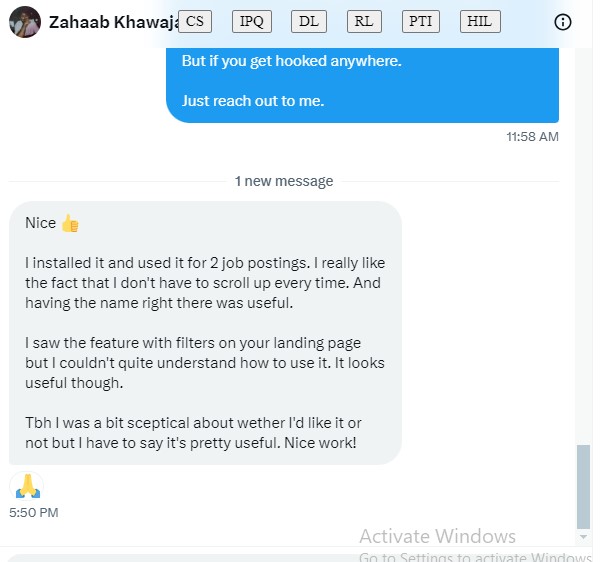 Zahaab Khawaja CS IPQ DL RL PTI HIL
But if you get hooked anywhere.
Just reach out to me.
11:58 AM
1 new message
Nice 👍
I installed it and used it for 2 job postings. I really like
the fact that I don't have to scroll up every time. And
having the name right there was useful.
I saw the feature with filters on your landing page
but I couldn't quite understand how to use it. It looks
useful though.
Tbh I was a bit sceptical about wether I'd like it or
not but I have to say it's pretty useful. Nice work!
🙏
5:50 PM
Activate Windows
Go to Settings to activate Windows